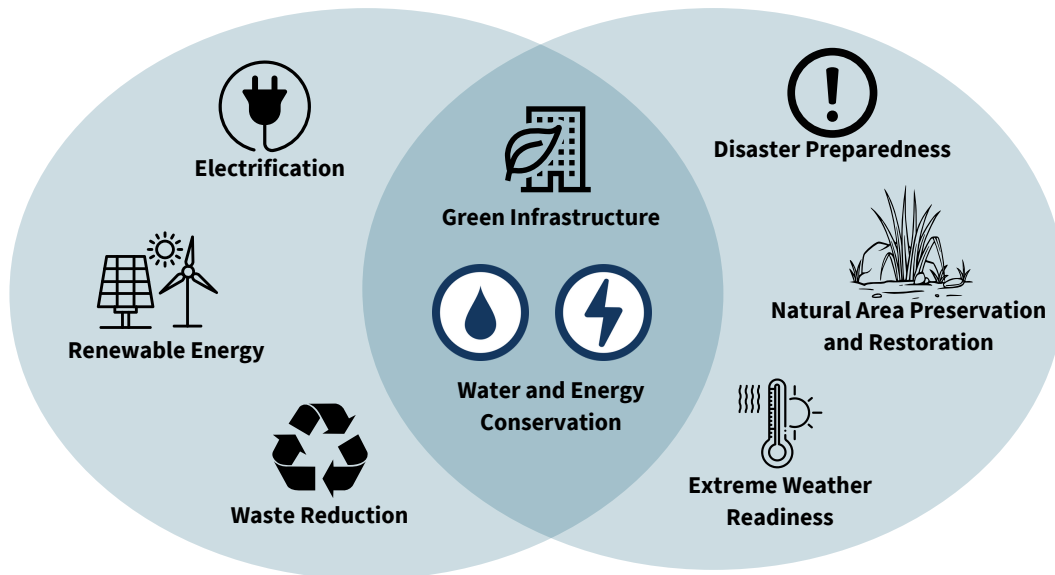 Electrification
Renewable Energy
Waste Reduction
Green Infrastructure
Water and Energy
Conservation
Disaster Preparedness
Natural Area Preservation
and Restoration
Extreme Weather
Readiness